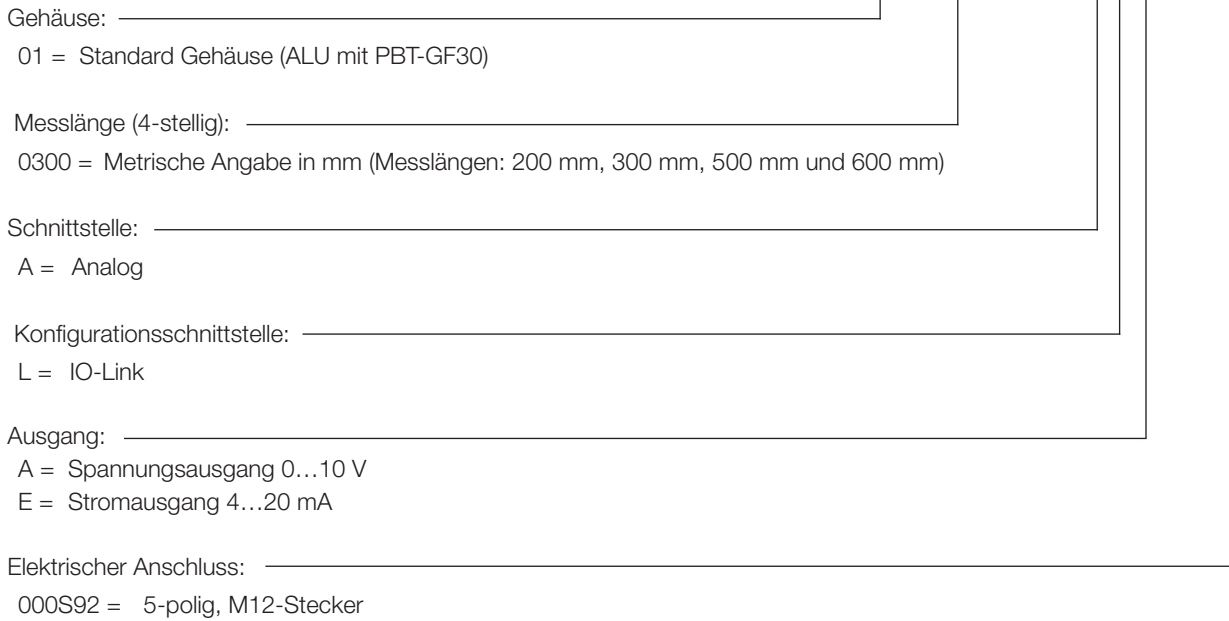 Gehäuse:
01 = Standard Gehäuse (ALU mit PBT-GF30)
Messlänge (4-stellig):
0300 = Metrische Angabe in mm (Messlängen: 200 mm, 300 mm, 500 mm und 600 mm)
Schnittstelle:
A = Analog
Konfigurationsschnittstelle:
L = IO-Link
Ausgang:
A = Spannungsausgang 0…10 V
E = Stromausgang 4…20 mA
Elektrischer Anschluss:
000S92 = 5-polig, M12-Stecker